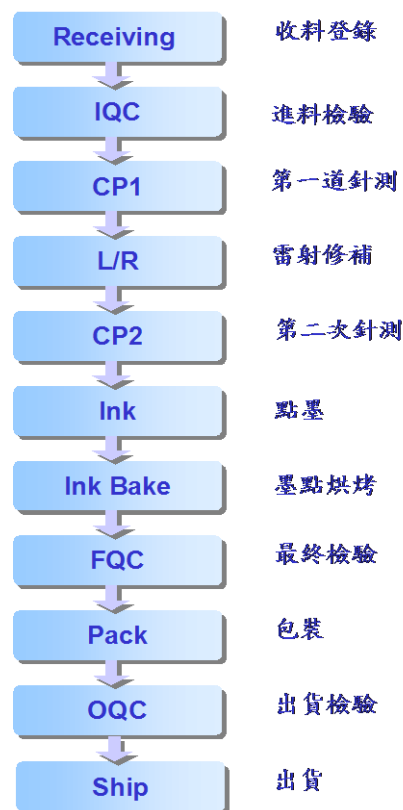 Receiving 收料登錄
IQC 進料檢驗
CP1 第一道針測
L/R 雷射修補
CP2 第二次針測
Ink 點墨
Ink Bake 墨點烘烤
FQC 最終檢驗
Pack 包裝
OQC 出貨檢驗
Ship 出貨